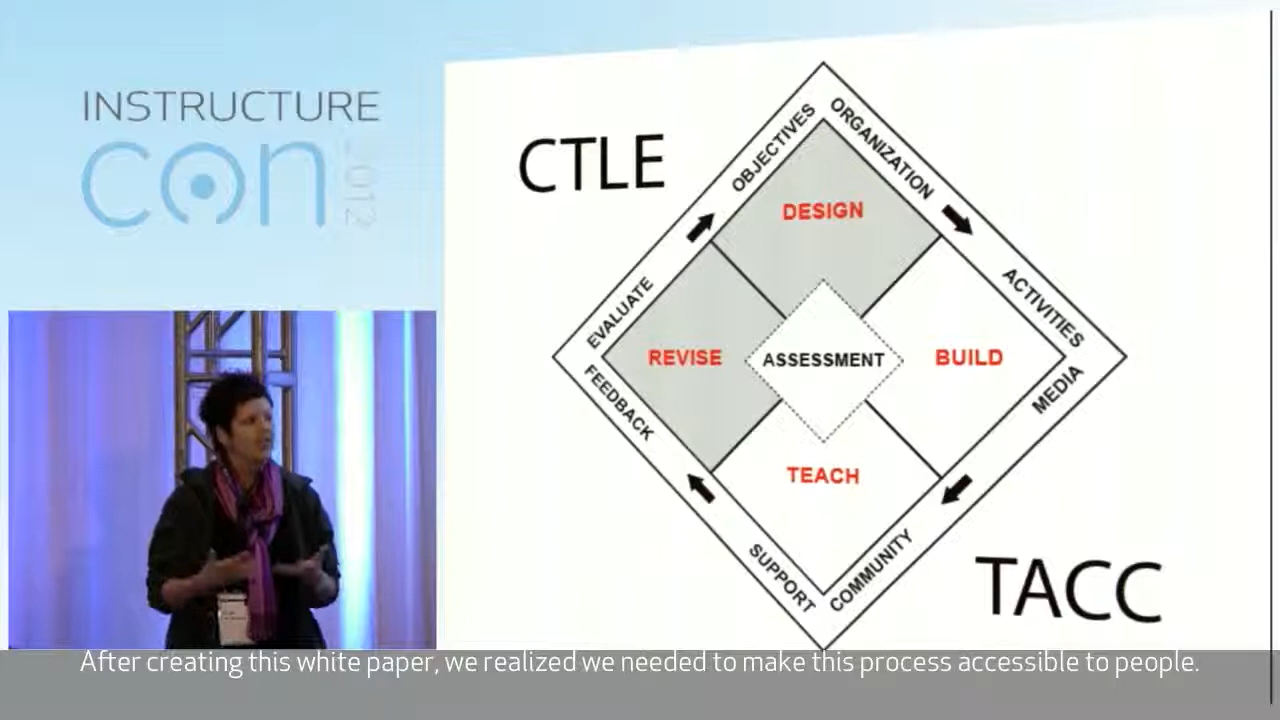 INSTRUCTURE
con
2012
CTLE
OBJECTIVES
ORGANIZATION
DESIGN
EVALUATE
ACTIVITIES
REVISE
ASSESSMENT
BUILD
FEEDBACK
MEDIA
TEACH
SUPPORT
COMMUNITY
TACC
After creating this white paper, we realized we needed to make this process accessible to people.